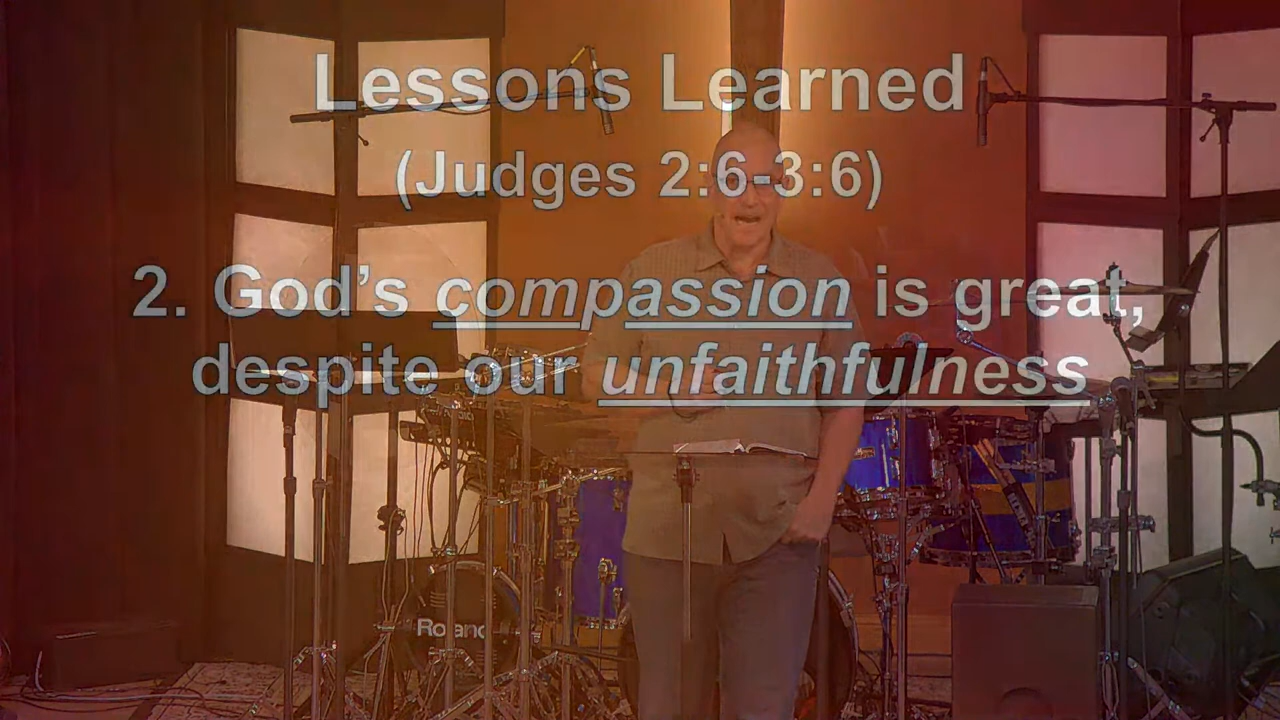 Lessons Learned
(Judges 2:6-3:6)
2. God's compassion is great,
despite our unfaithfulness
Roland